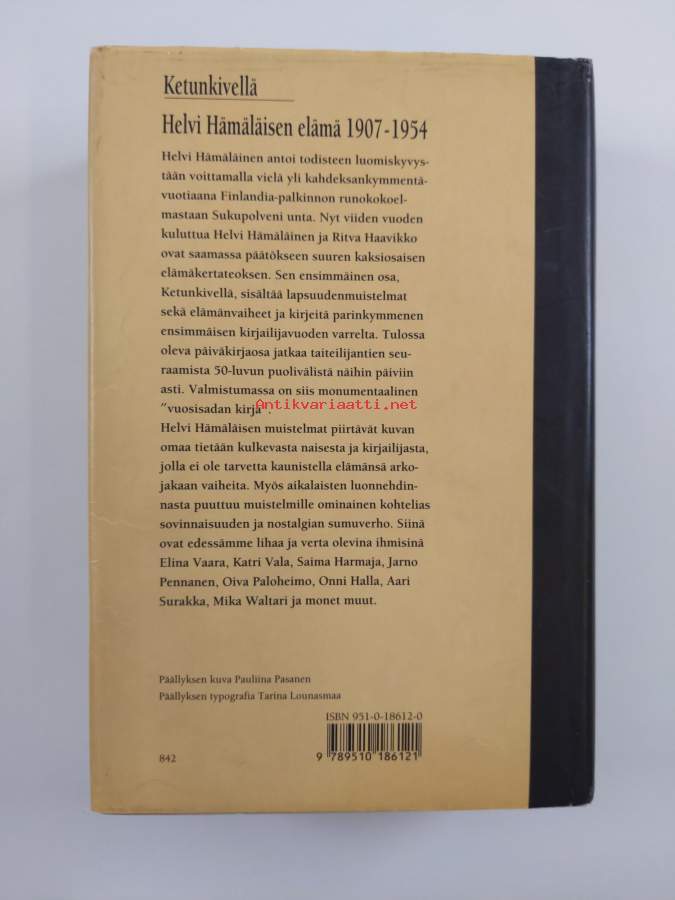 Ketunkivellä
Helvi Hämäläisen elämä 1907-1954
Helvi Hämäläinen antoi todisteen luomiskyvys-
tään voittamalla vielä yli kahdeksankymmentä-
vuotiaana Finlandia-palkinnon runokokoel-
mastaan Sukupolveni unta. Nyt viiden vuoden
kuluttua Helvi Hämäläinen ja Ritva Haavikko
ovat saamassa päätökseen suuren kaksiosaisen
elämäkertateoksen. Sen ensimmäinen osa,
Ketunkivellä, sisältää lapsuudenmuistelmat
sekä elämänvaiheet ja kirjeitä parinkymmenen
ensimmäisen kirjailijavuoden varrelta. Tulossa
oleva päiväkirjaosa jatkaa taiteilijantien seu-
raamista 50-luvun puolivälistä näihin päiviin
asti. Valmistumassa on siis monumentaalinen
"vuosisadan kirja".
Antikvariaatti.net
Helvi Hämäläisen muistelmat piirtävät kuvan
omaa tietään kulkevasta naisesta ja kirjailijasta,
jolla ei ole tarvetta kaunistella elämänsä arko-
jakaan vaiheita. Myös aikalaisten luonnehdin-
nasta puuttuu muistelmille ominainen kohtelias
sovinnaisuuden ja nostalgian sumuverho. Siinä
ovat edessämme lihaa ja verta olevina ihmisinä
Elina Vaara, Katri Vala, Saima Harmaja, Jarno
Pennanen, Oiva Paloheimo, Onni Halla, Aari
Surakka, Mika Waltari ja monet muut.
Päällyksen kuva Pauliina Pasanen
Päällyksen typografia Tarina Lounasmaa
ISBN 951-0-18612-0
9 789510 186121
842